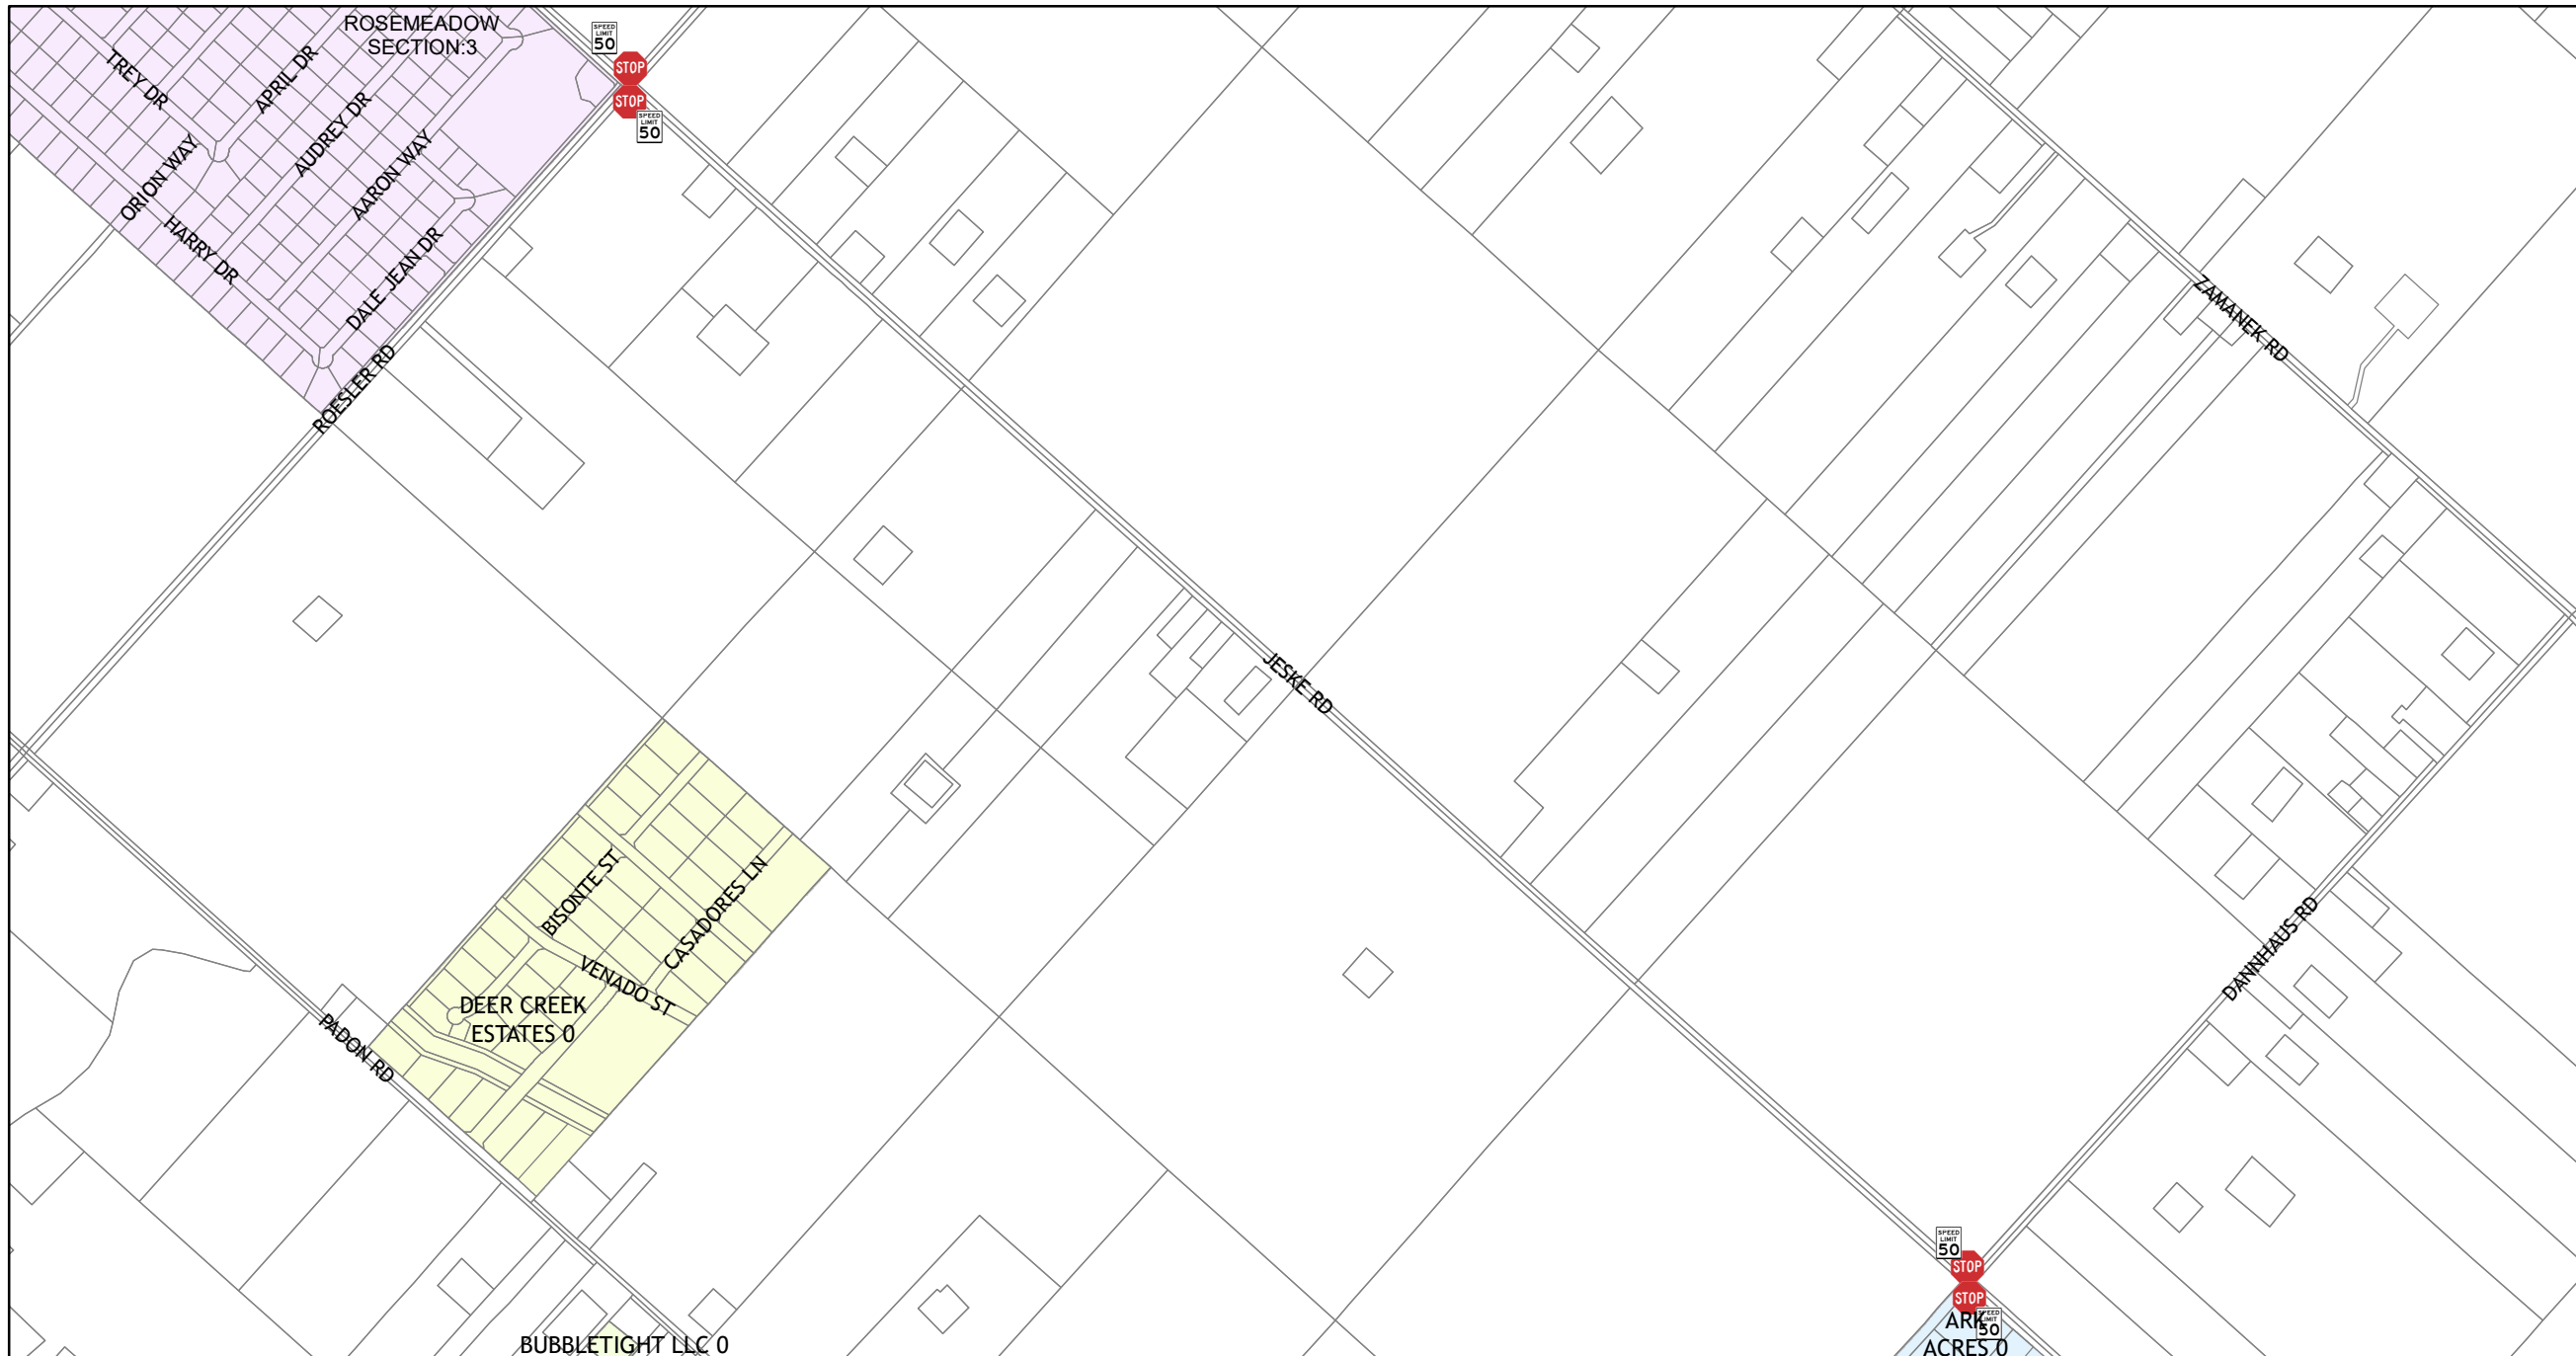 ROSEMEADOW
SECTION:3
SPEED
LIMIT
50
STOP
STOP
SPEED
LIMIT
50
TREY DR
APRIL DR
AUDREY DR
ORION WAY
AARON WAY
HARRY DR
DALE JEAN DR
ROESLER RD
ZAMANEK RD
JESKE RD
BISONTE ST
CASADORES LN
VENADO ST
DEER CREEK
ESTATES 0
PADON RD
DANNHAUS RD
SPEED
LIMIT
50
STOP
STOP
SPEED
LIMIT
50
ARK
ACRES 0
BUBBLETIGHT LLC 0